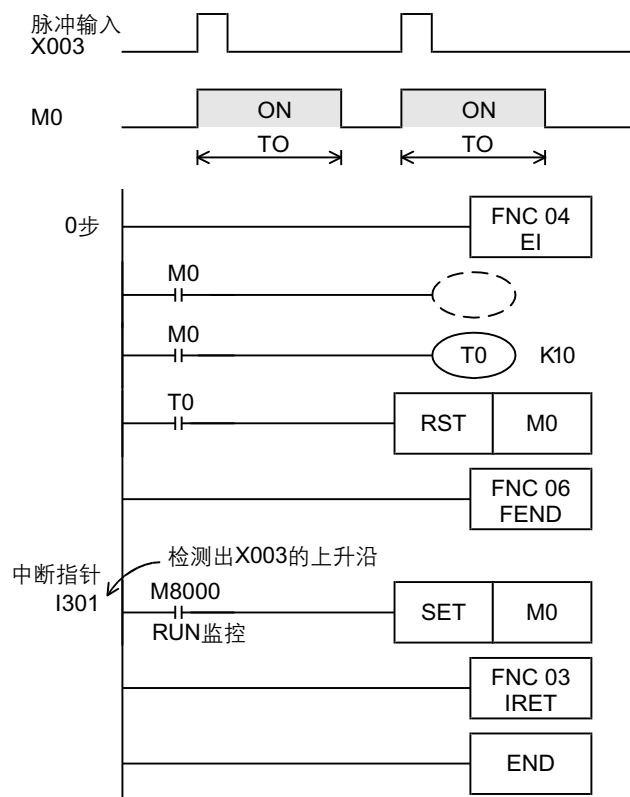 脉冲输入
X003
M0
ON
ON
TO
TO
0步
FNC 04
EI
M0
M0
T0
K10
T0
RST
M0
FNC 06
FEND
中断指针
I301
检测出X003的上升沿
M8000
RUN监控
SET
M0
FNC 03
IRET
END